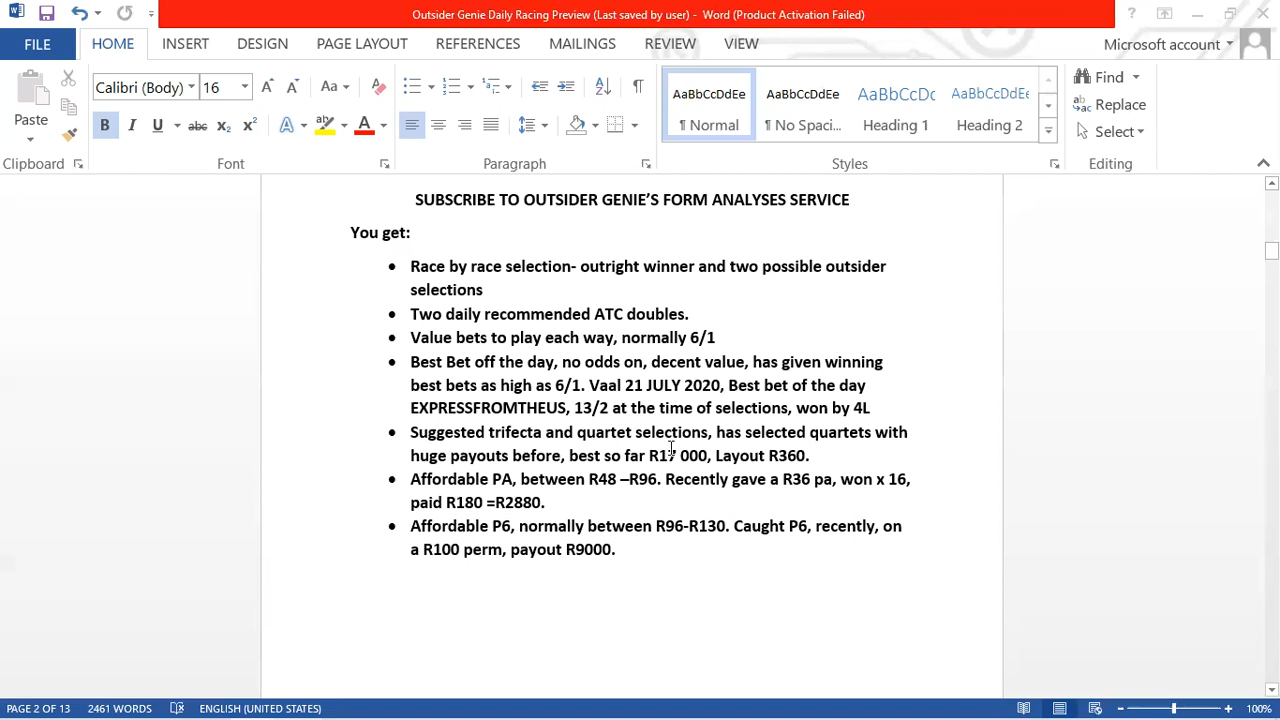 Outsider Genie Daily Racing Preview (Last saved by user) - Word (Product Activation Failed)
FILE HOME INSERT DESIGN PAGE LAYOUT REFERENCES MAILINGS REVIEW VIEW Microsoft account
Calibri (Body) 16
Paste
Clipboard Font Paragraph Styles Editing
AaBbCcDdEe AaBbCcDdEe AaBbCcDc AaBbCcDdEe
¶ Normal ¶ No Spaci... Heading 1 Heading 2
Find
Replace
Select
SUBSCRIBE TO OUTSIDER GENIE’S FORM ANALYSES SERVICE
You get:
• Race by race selection- outright winner and two possible outsider
selections
• Two daily recommended ATC doubles.
• Value bets to play each way, normally 6/1
• Best Bet off the day, no odds on, decent value, has given winning
best bets as high as 6/1. Vaal 21 JULY 2020, Best bet of the day
EXPRESSFROMTHEUS, 13/2 at the time of selections, won by 4L
• Suggested trifecta and quartet selections, has selected quartets with
huge payouts before, best so far 000, Layout R360.
• Affordable PA, between R48 –R96. Recently gave a R36 pa, won x 16,
paid R180 =R2880.
• Affordable P6, normally between R96-R130. Caught P6, recently, on
a R100 perm, payout R9000.
PAGE 2 OF 13 2461 WORDS ENGLISH (UNITED STATES) 100%